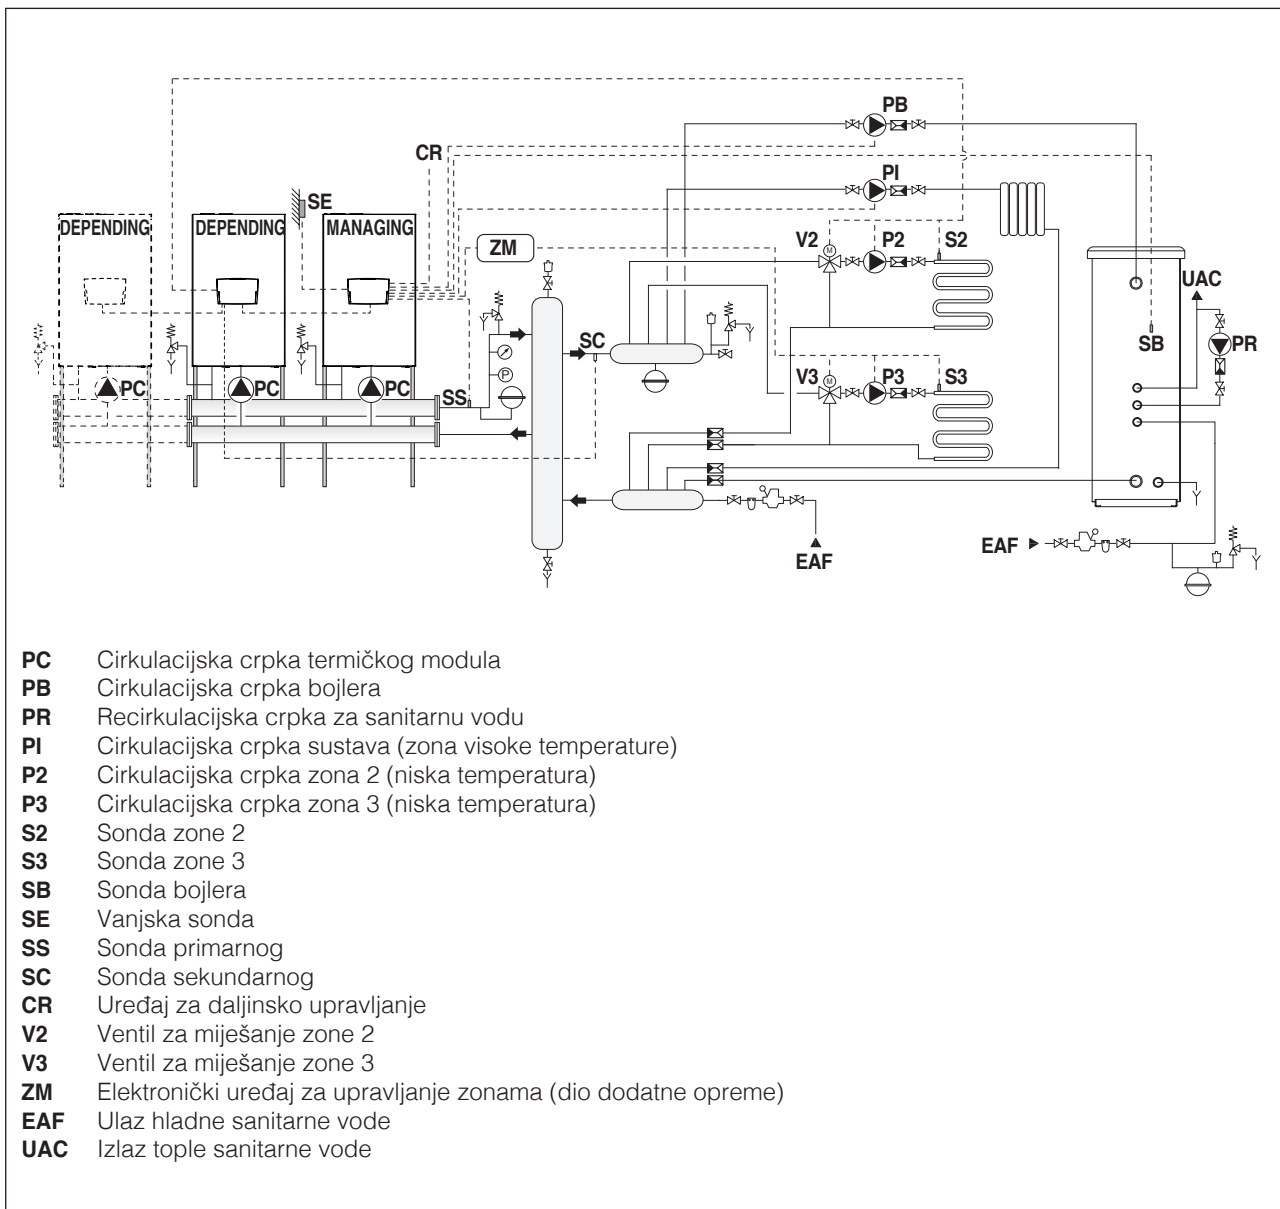 PB
CR
PI
SE
DEPENDING
DEPENDING
MANAGING
ZM
V2
M
P2
S2
UAC
SC
SB
PR
V3
M
P3
S3
P
PC
PC
PC
SS
EAF
EAF
PC Cirkulacijska crpka termičkog modula
PB Cirkulacijska crpka bojlera
PR Recirkulacijska crpka za sanitarnu vodu
PI Cirkulacijska crpka sustava (zona visoke temperature)
P2 Cirkulacijska crpka zona 2 (niska temperatura)
P3 Cirkulacijska crpka zona 3 (niska temperatura)
S2 Sonda zone 2
S3 Sonda zone 3
SB Sonda bojlera
SE Vanjska sonda
SS Sonda primarnog
SC Sonda sekundarnog
CR Uređaj za daljinsko upravljanje
V2 Ventil za miješanje zone 2
V3 Ventil za miješanje zone 3
ZM Elektronički uređaj za upravljanje zonama (dio dodatne opreme)
EAF Ulaz hladne sanitarne vode
UAC Izlaz tople sanitarne vode